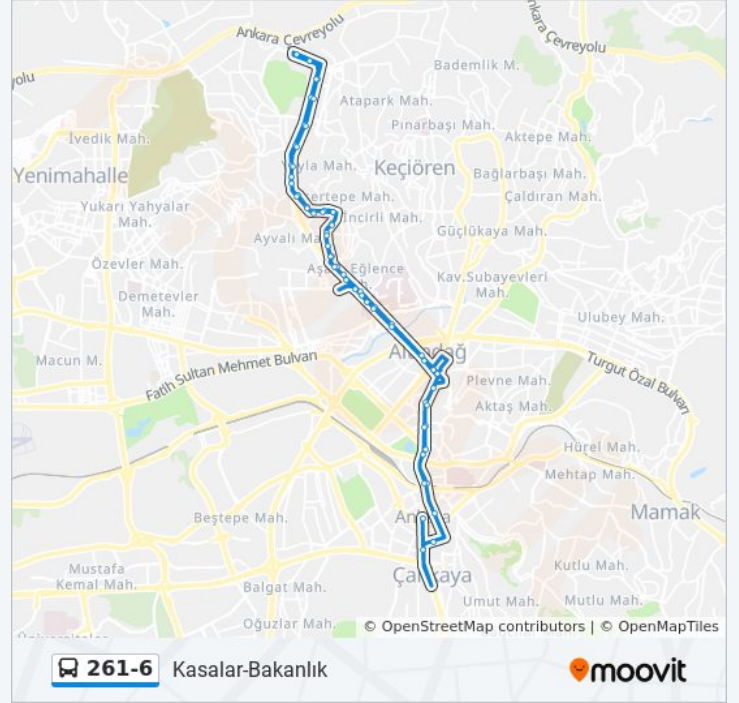 Ankara Çevreyolu
Ankara Çevreyolu
yolu
Bademlik M.
Atapark Mah.
Pınarbaşı Mah.
Aktepe Mah.
İvedik Mah.
Yayla Mah.
Keçiören
Bağlarbaşı Mah.
Yenimahalle
Çaldıran Mah.
Yukarı Yahyalar
Mah.
İncirli Mah.
Güçlükaya Mah.
Ayvalı
Özevler Mah.
Eğlence
Kav.Subayevleri
Mah.
Demetevler
Mah.
Ulubey Mah.
Macun M.
Fatih Sultan Mehmet Bulvarı
Turgut Özal Bulvarı
Plevne Mah.
Aktaş Mah.
Hürel Mah.
Mehtap Mah.
Mamak
Beştepe Mah.
Mustafa
Kemal Mah.
Balgat Mah.
Kutlu Mah.
Umut Mah.
Mutlu Mah.
Oğuzlar Mah.
© OpenStreetMap contributors | © OpenMapTiles
261-6 Kasalar-Bakanlık
moovit